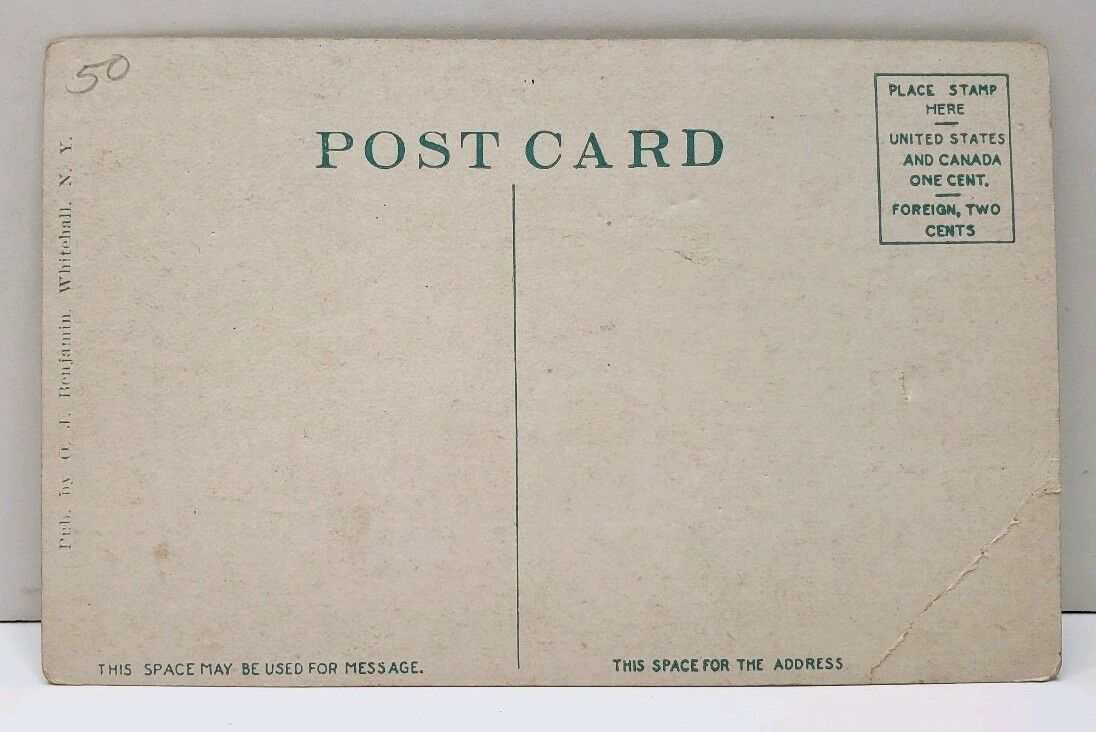 50
POST CARD
PLACE STAMP
HERE
UNITED STATES
AND CANADA
ONE CENT.
FOREIGN, TWO
CENTS
Pub. by O. J. Benjamin, Whitehall, N. Y.
THIS SPACE MAY BE USED FOR MESSAGE.
THIS SPACE FOR THE ADDRESS